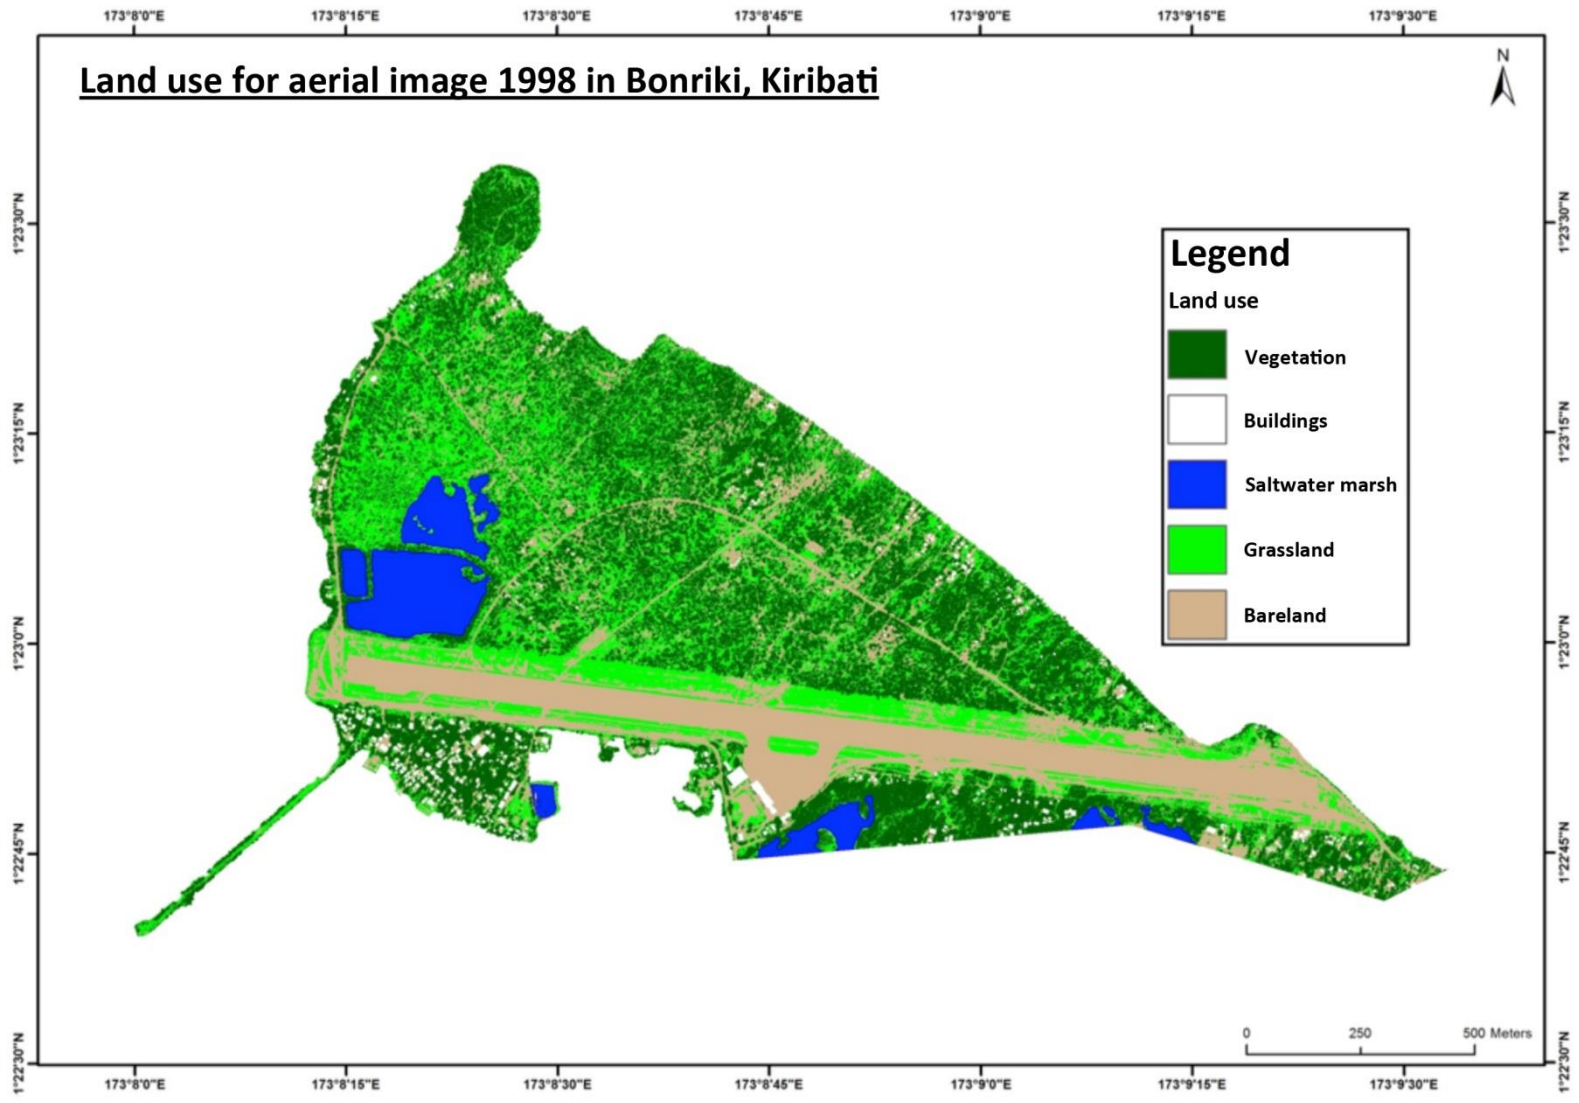 173°8'0"E 173°8'15"E 173°8'30"E 173°8'45"E 173°9'0"E 173°9'15"E 173°9'30"E
Land use for aerial image 1998 in Bonriki, Kiribati
N
1°23'30"N 1°23'30"N
1°23'15"N 1°23'15"N
1°23'0"N 1°23'0"N
1°22'45"N 1°22'45"N
1°22'30"N 1°22'30"N
Legend
Land use
Vegetation
Buildings
Saltwater marsh
Grassland
Bareland
0 250 500 Meters
173°8'0"E 173°8'15"E 173°8'30"E 173°8'45"E 173°9'0"E 173°9'15"E 173°9'30"E